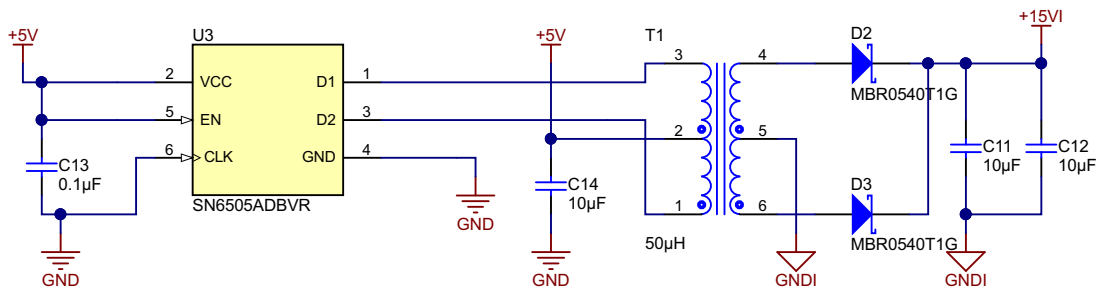 +5V
U3
2
VCC
D1
1
5
EN
D2
3
6
CLK
GND
4
SN6505ADBVR
C13
0.1µF
GND
GND
+5V
C14
10µF
GND
T1
3
4
2
5
1
6
50µH
GNDI
D2
MBR0540T1G
D3
MBR0540T1G
+15VI
C11
10µF
C12
10µF
GNDI